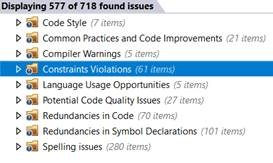 Displaying 577 of 718 found issues
Code Style (7 items)
Common Practices and Code Improvements (21 items)
Compiler Warnings (5 items)
Constraints Violations (61 items)
Language Usage Opportunities (5 items)
Potential Code Quality Issues (27 items)
Redundancies in Code (70 items)
Redundancies in Symbol Declarations (101 items)
Spelling issues (280 items)